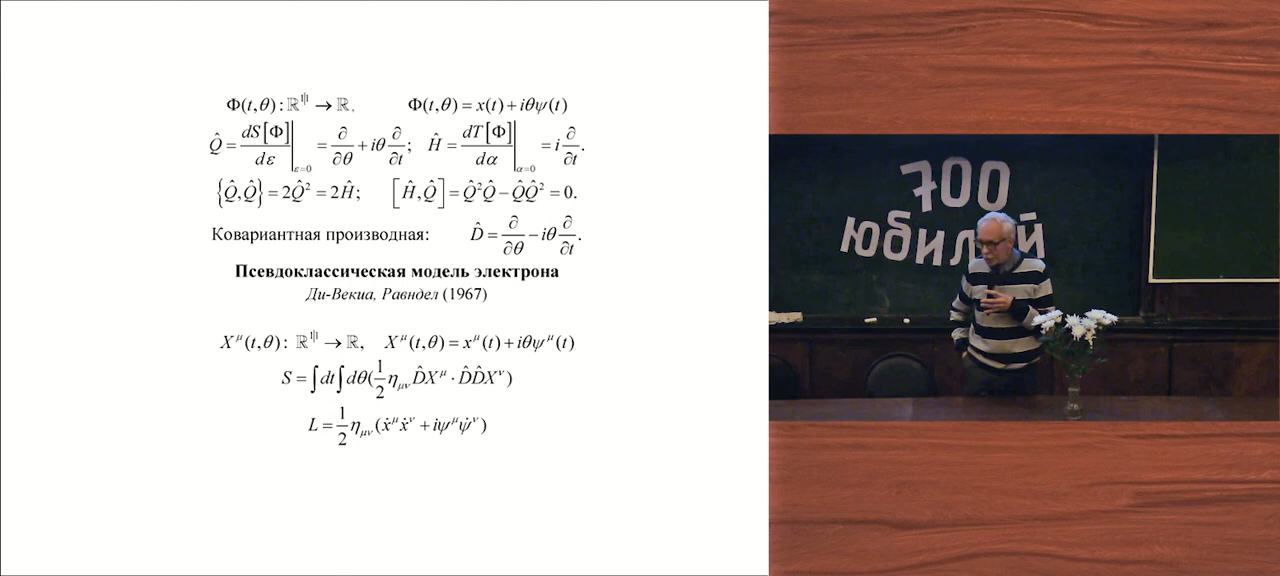 Φ(t,θ) : ℝ^{1|1} → ℝ, Φ(t,θ) = x(t) + iθψ(t)
Q̂ = dS[Φ]/dε |_{ε=0} = ∂/∂θ + iθ ∂/∂t; Ĥ = dT[Φ]/dα |_{α=0} = i ∂/∂t.
{Q̂,Q̂} = 2Q̂² = 2Ĥ; [Ĥ,Q̂] = Q̂²Q̂ − Q̂Q̂² = 0.
Ковариантная производная: D̂ = ∂/∂θ − iθ ∂/∂t.
Псевдоклассическая модель электрона
Ди-Векиа, Равндел (1967)
X^μ(t,θ) : ℝ^{1|1} → ℝ, X^μ(t,θ) = x^μ(t) + iθψ^μ(t)
S = ∫dt∫dθ(1/2 η_{μν} D̂X^μ · D̂D̂X^ν)
L = 1/2 η_{μν}(ẋ^μẋ^ν + iψ^μψ̇^ν)
700